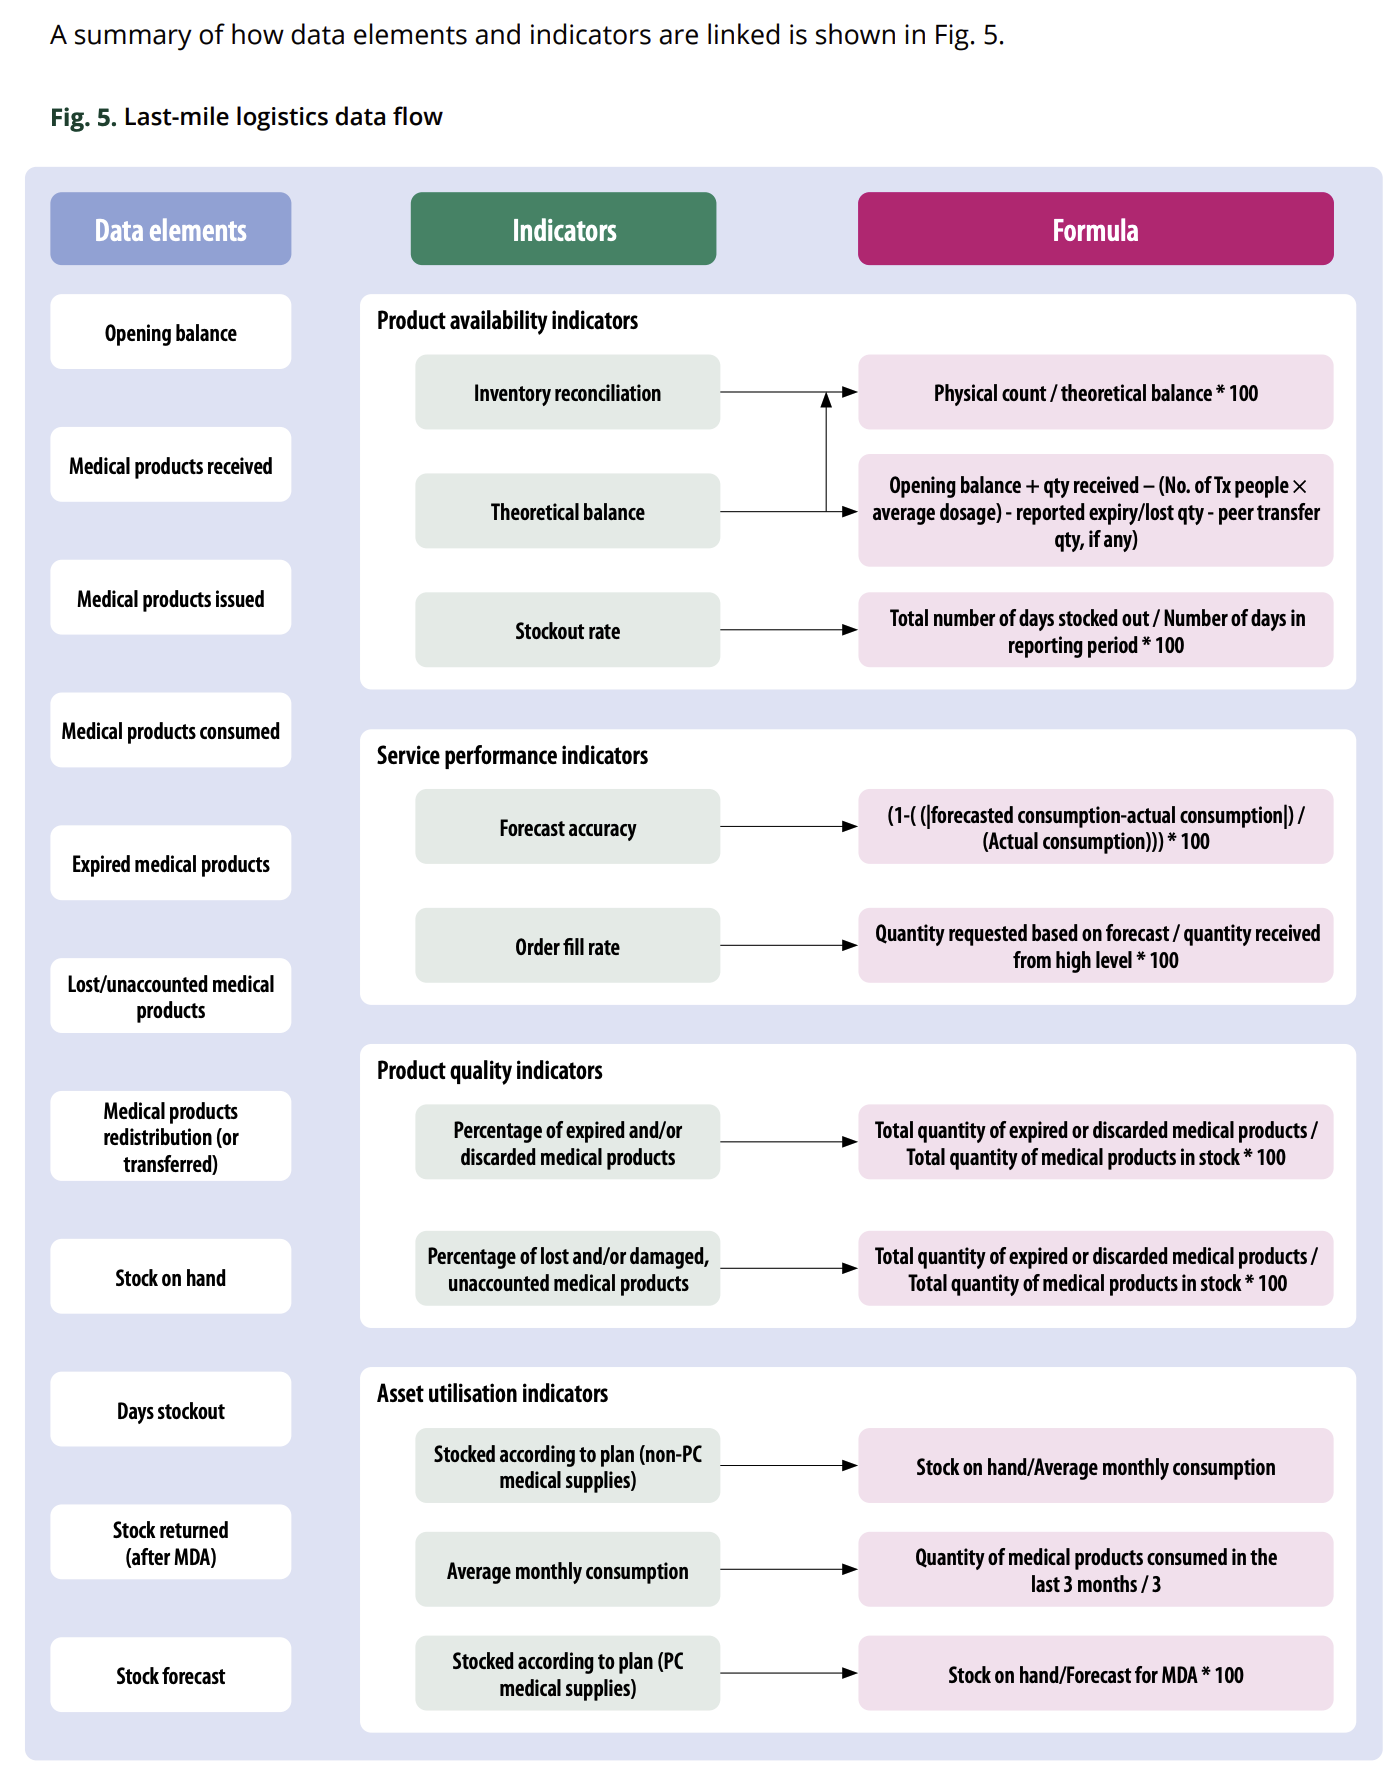 A summary of how data elements and indicators are linked is shown in Fig. 5.
Fig. 5. Last-mile logistics data flow
Data elements
Indicators
Formula
Opening balance
Medical products received
Medical products issued
Medical products consumed
Expired medical products
Lost/unaccounted medical
products
Medical products
redistribution (or
transferred)
Stock on hand
Days stockout
Stock returned
(after MDA)
Stock forecast
Product availability indicators
Inventory reconciliation
Physical count / theoretical balance * 100
Theoretical balance
Opening balance + qty received – (No. of Tx people ×
average dosage) - reported expiry/lost qty - peer transfer
qty, if any)
Stockout rate
Total number of days stocked out / Number of days in
reporting period * 100
Service performance indicators
Forecast accuracy
(1-( (|forecasted consumption-actual consumption|) /
(Actual consumption))) * 100
Order fill rate
Quantity requested based on forecast / quantity received
from high level * 100
Product quality indicators
Percentage of expired and/or
discarded medical products
Total quantity of expired or discarded medical products /
Total quantity of medical products in stock * 100
Percentage of lost and/or damaged,
unaccounted medical products
Total quantity of expired or discarded medical products /
Total quantity of medical products in stock * 100
Asset utilisation indicators
Stocked according to plan (non-PC
medical supplies)
Stock on hand/Average monthly consumption
Average monthly consumption
Quantity of medical products consumed in the
last 3 months / 3
Stocked according to plan (PC
medical supplies)
Stock on hand/Forecast for MDA * 100